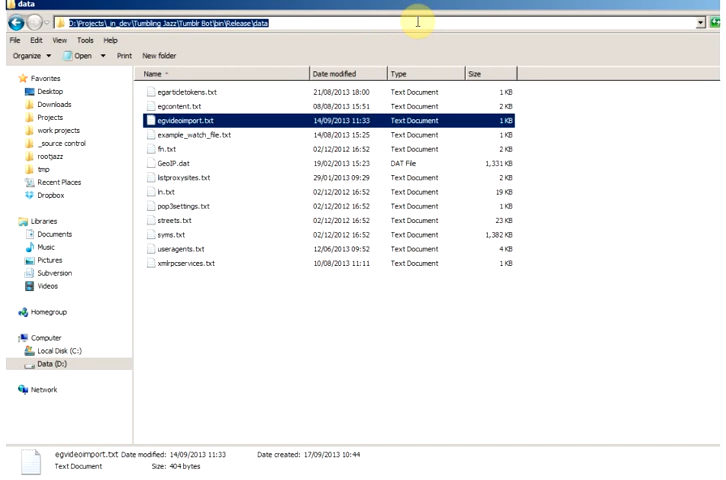 data
D:\Projects\_in_dev\Tumbling Jazz\Tumblr Bot\bin\Release\data
File Edit View Tools Help
Organize Open Print New folder
Name Date modified Type Size
Favorites
Desktop
Downloads
Projects
work projects
_source control
rootjazz
tmp
Recent Places
Dropbox
Libraries
Documents
Music
Pictures
Subversion
Videos
Homegroup
Computer
Local Disk (C:)
Data (D:)
Network
egarticletokens.txt 21/08/2013 18:00 Text Document 1 KB
egcontent.txt 08/08/2013 15:51 Text Document 2 KB
egvideoimport.txt 14/09/2013 11:33 Text Document 1 KB
example_watch_file.txt 14/08/2013 15:25 Text Document 1 KB
fn.txt 02/12/2012 16:52 Text Document 2 KB
GeoIP.dat 19/02/2013 15:23 DAT File 1,331 KB
listproxysites.txt 29/01/2013 09:29 Text Document 2 KB
ln.txt 02/12/2012 16:52 Text Document 19 KB
pop3settings.txt 02/12/2012 16:52 Text Document 1 KB
streets.txt 02/12/2012 16:52 Text Document 23 KB
syms.txt 02/12/2012 16:52 Text Document 1,382 KB
useragents.txt 12/06/2013 09:52 Text Document 4 KB
xmlrpcservices.txt 10/08/2013 11:11 Text Document 1 KB
egvideoimport.txt Date modified: 14/09/2013 11:33 Date created: 17/09/2013 10:44
Text Document Size: 404 bytes